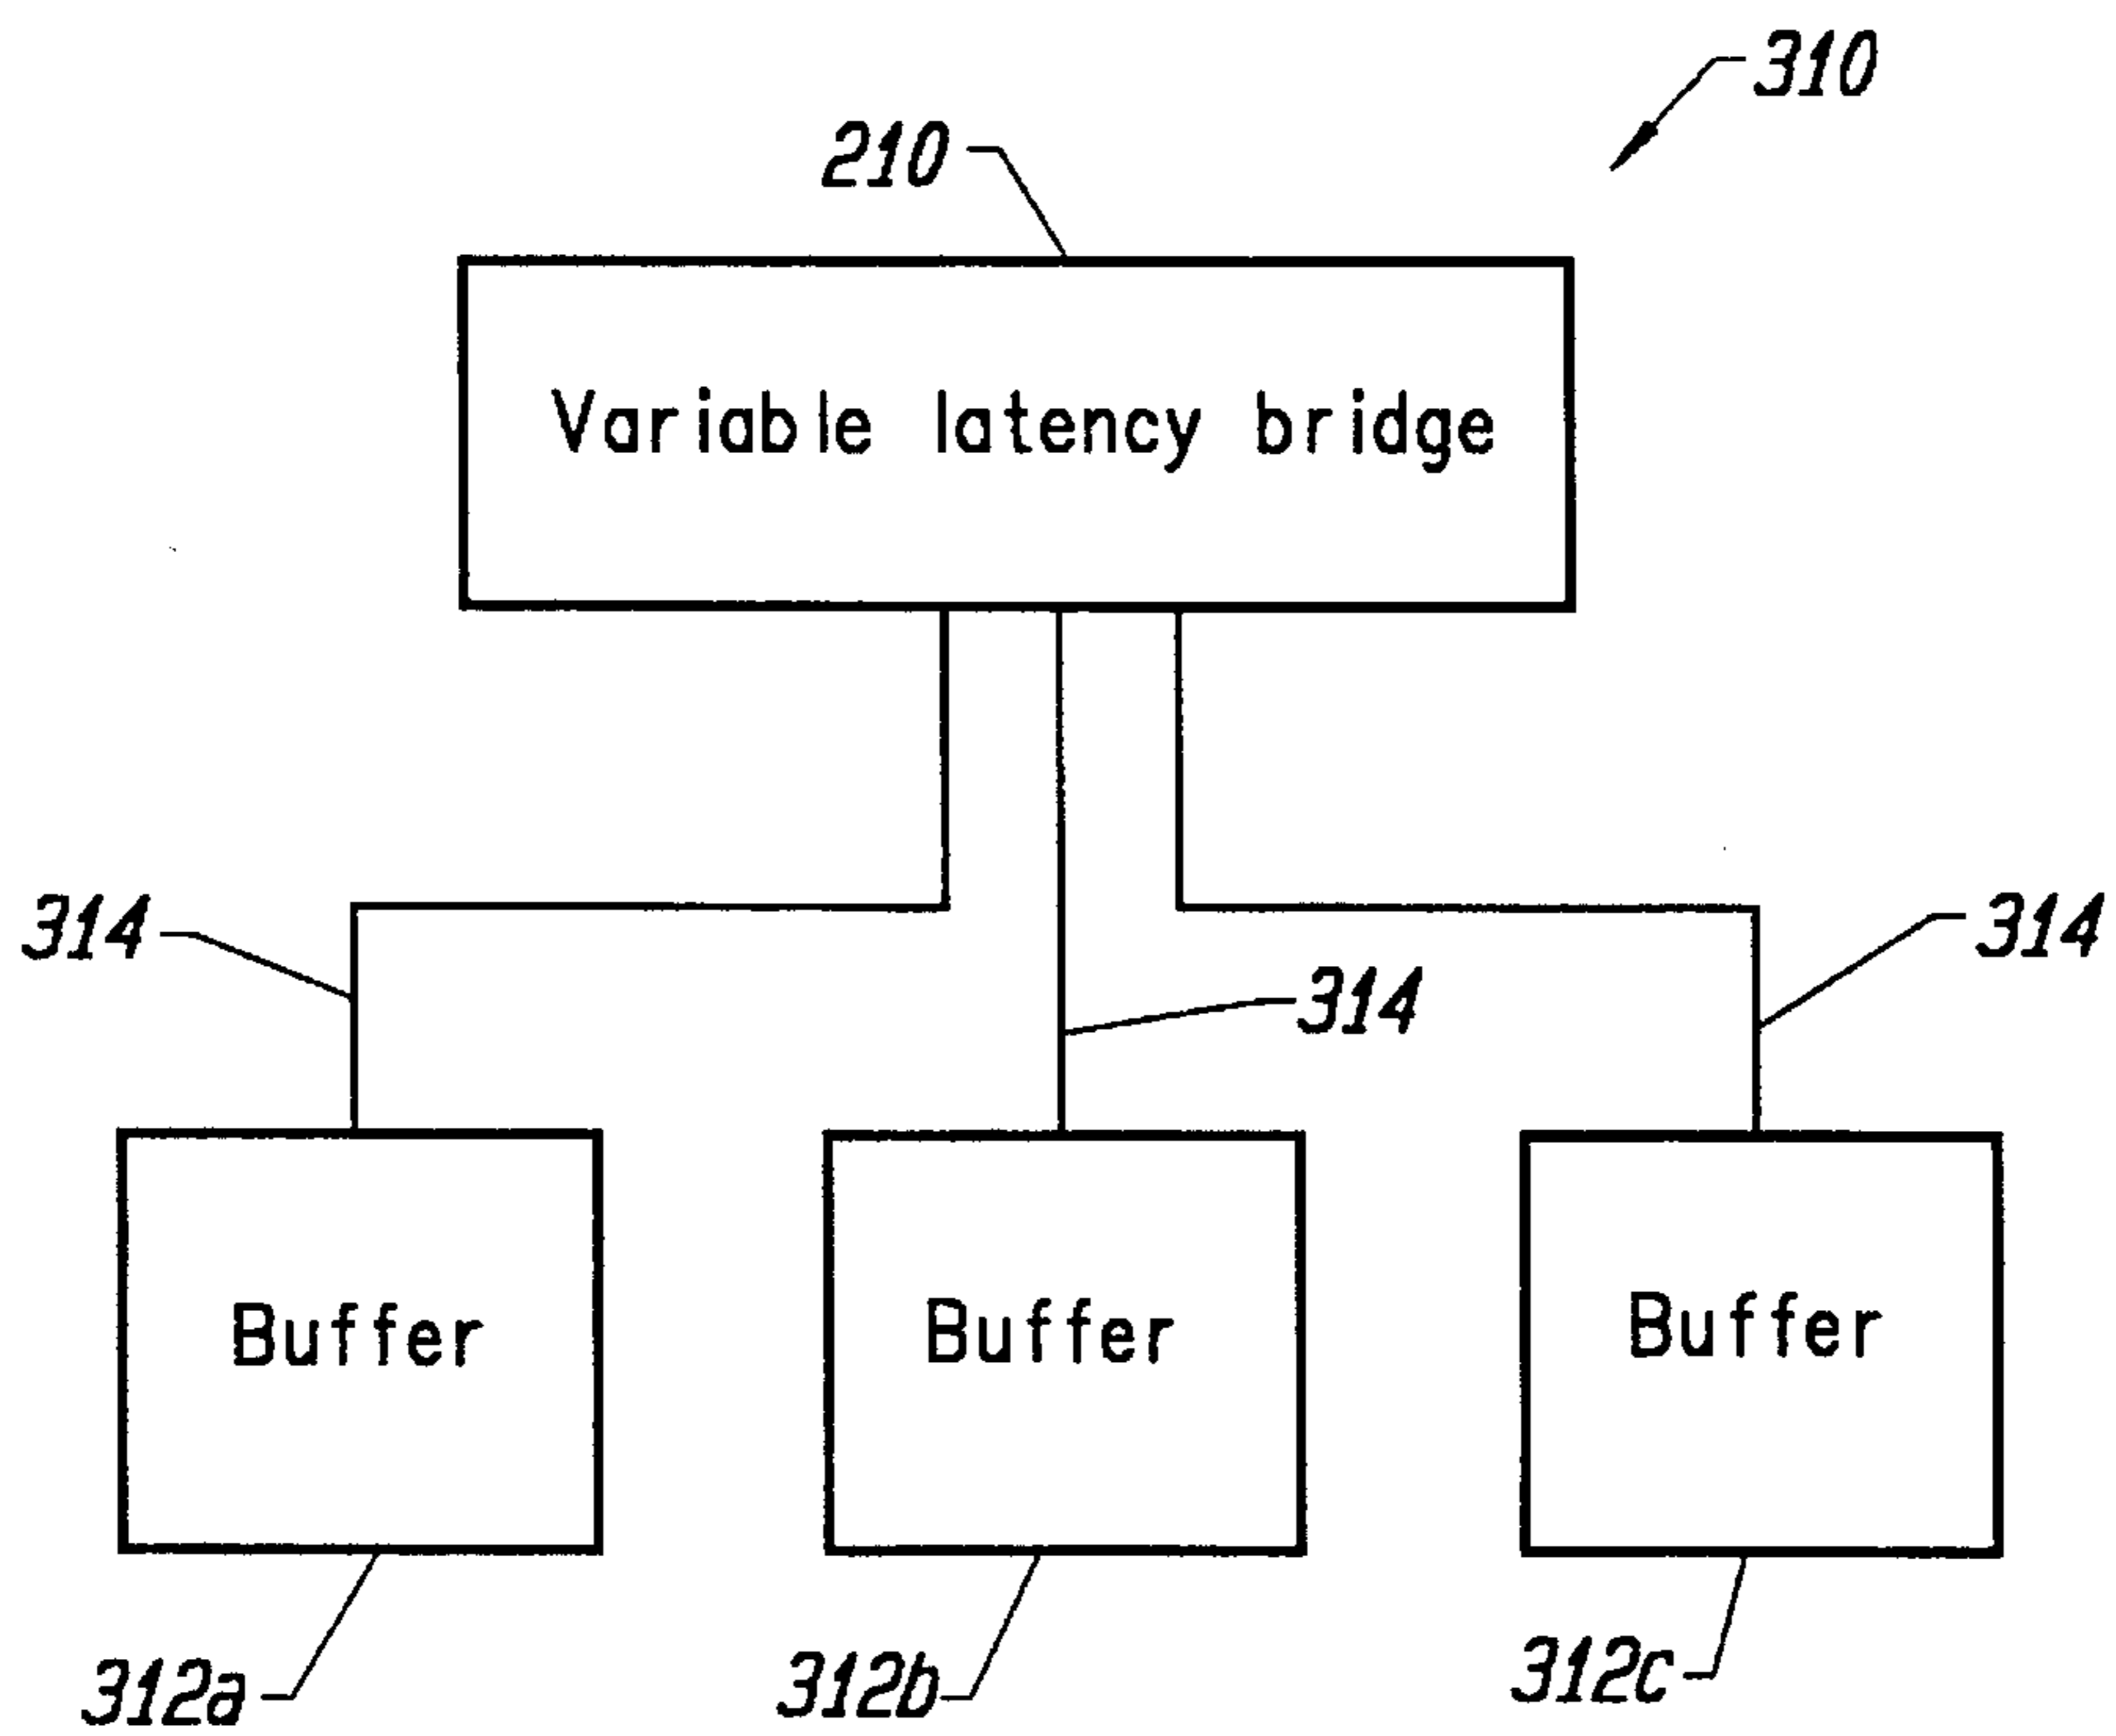 310
210
Variable latency bridge
314
314
314
Buffer
Buffer
Buffer
312a
312b
312c